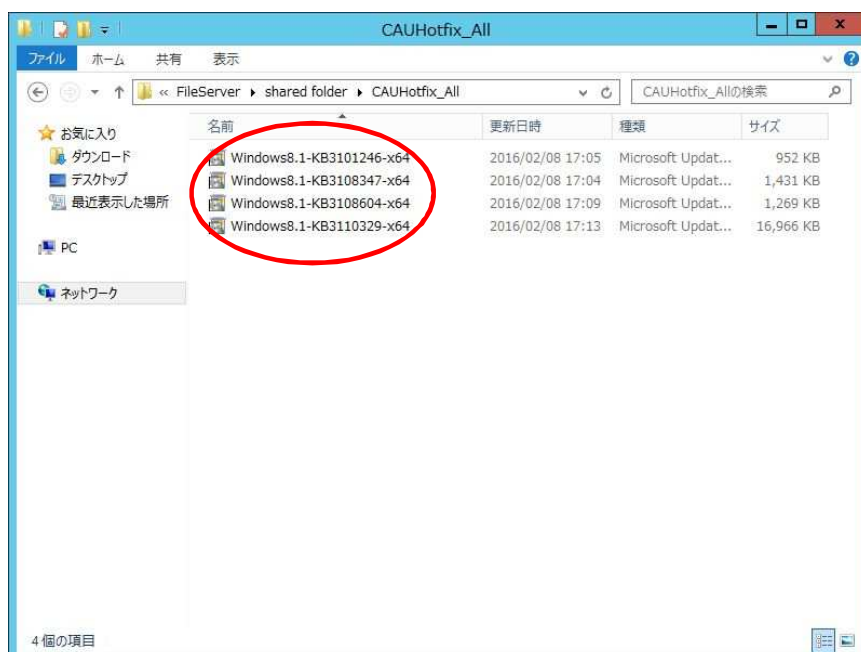 CAUHotfix_All
ファイル ホーム 共有 表示
« FileServer shared folder CAUHotfix_All CAUHotfix_Allの検索
お気に入り
ダウンロード
デスクトップ
最近表示した場所
PC
ネットワーク
名前 更新日時 種類 サイズ
Windows8.1-KB3101246-x64 2016/02/08 17:05 Microsoft Updat... 952 KB
Windows8.1-KB3108347-x64 2016/02/08 17:04 Microsoft Updat... 1,431 KB
Windows8.1-KB3108604-x64 2016/02/08 17:09 Microsoft Updat... 1,269 KB
Windows8.1-KB3110329-x64 2016/02/08 17:13 Microsoft Updat... 16,966 KB
4 個の項目